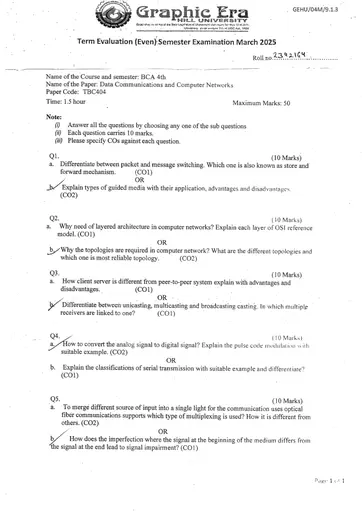 GEHU/04M/9.1.3
Graphic Era
HILL UNIVERSITY
Term Evaluation (Even) Semester Examination March 2025
Roll no. 2392164
Name of the Course and semester: BCA 4th
Name of the Paper: Data Communications and Computer Networks
Paper Code: TBC404
Time: 1.5 hour Maximum Marks: 50
Note:
(i) Answer all the questions by choosing any one of the sub questions
(ii) Each question carries 10 marks.
(iii) Please specify COs against each question.
Q1. (10 Marks)
a. Differentiate between packet and message switching. Which one is also known as store and
forward mechanism. (CO1)
OR
b. Explain types of guided media with their application, advantages and disadvantages.
(CO2)
Q2. (10 Marks)
a. Why need of layered architecture in computer networks? Explain each layer of OSI reference
model. (CO1)
OR
b. Why the topologies are required in computer network? What are the different topologies and
which one is most reliable topology. (CO2)
Q3. (10 Marks)
a. How client server is different from peer-to-peer system explain with advantages and
disadvantages. (CO1)
OR
b. Differentiate between unicasting, multicasting and broadcasting casting. In which multiple
receivers are linked to one? (CO1)
Q4. (10 Marks)
a. How to convert the analog signal to digital signal? Explain the pulse code modulation with
suitable example. (CO2)
OR
b. Explain the classifications of serial transmission with suitable example and differentiate?
(CO1)
Q5. (10 Marks)
a. To merge different source of input into a single light for the communication uses optical
fiber communications supports which type of multiplexing is used? How it is different from
others. (CO2)
OR
b. How does the imperfection where the signal at the beginning of the medium differs from
the signal at the end lead to signal impairment? (CO1)
Page 1 of 1